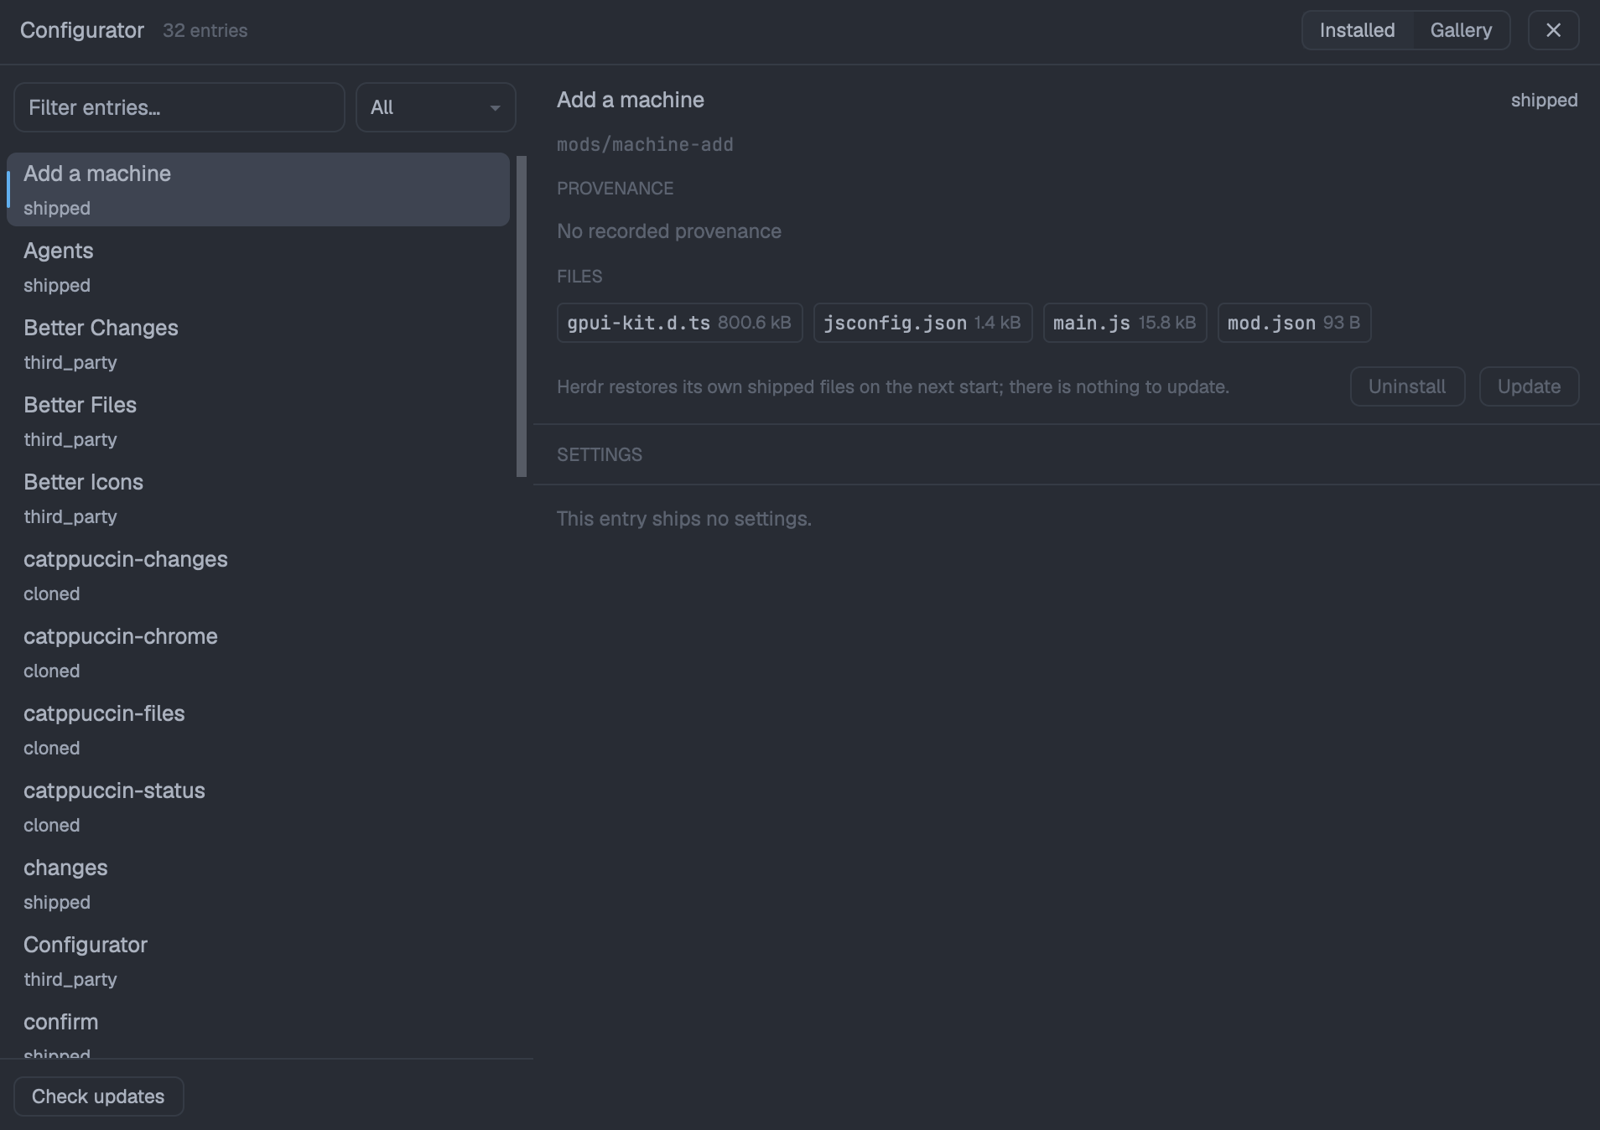 Configurator 32 entries
Installed Gallery
Filter entries... All
Add a machine
shipped
Agents
shipped
Better Changes
third_party
Better Files
third_party
Better Icons
third_party
catppuccin-changes
cloned
catppuccin-chrome
cloned
catppuccin-files
cloned
catppuccin-status
cloned
changes
shipped
Configurator
third_party
confirm
shipped
Check updates
Add a machine shipped
mods/machine-add
PROVENANCE
No recorded provenance
FILES
gpui-kit.d.ts 800.6 kB jsconfig.json 1.4 kB main.js 15.8 kB mod.json 93 B
Herdr restores its own shipped files on the next start; there is nothing to update. Uninstall Update
SETTINGS
This entry ships no settings.